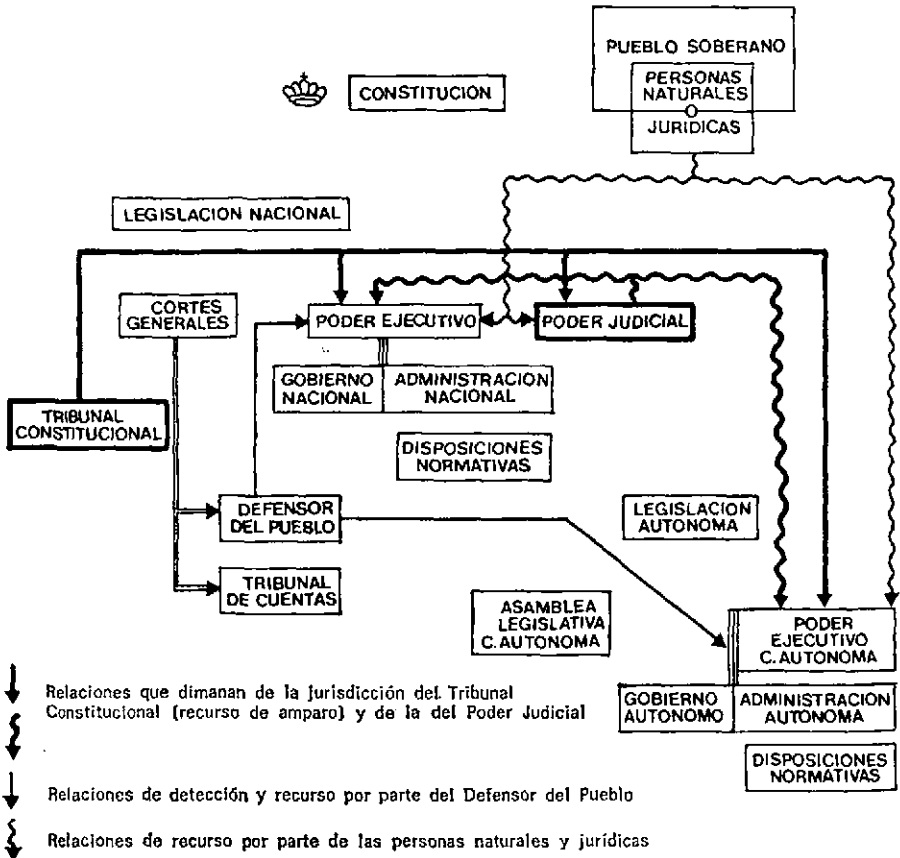 PUEBLO SOBERANO
PERSONAS
NATURALES
O
JURIDICAS
CONSTITUCION
LEGISLACION NACIONAL
CORTES
GENERALES
PODER EJECUTIVO
PODER JUDICIAL
GOBIERNO
NACIONAL
ADMINISTRACION
NACIONAL
TRIBUNAL
CONSTITUCIONAL
DISPOSICIONES
NORMATIVAS
DEFENSOR
DEL PUEBLO
LEGISLACION
AUTONOMA
TRIBUNAL
DE CUENTAS
ASAMBLEA
LEGISLATIVA
C. AUTONOMA
PODER
EJECUTIVO
C. AUTONOMA
GOBIERNO
AUTONOMO
ADMINISTRACION
AUTONOMA
DISPOSICIONES
NORMATIVAS
Relaciones que dimanan de la jurisdicción del Tribunal
Constitucional (recurso de amparo) y de la del Poder Judicial
Relaciones de detección y recurso por parte del Defensor del Pueblo
Relaciones de recurso por parte de las personas naturales y jurídicas